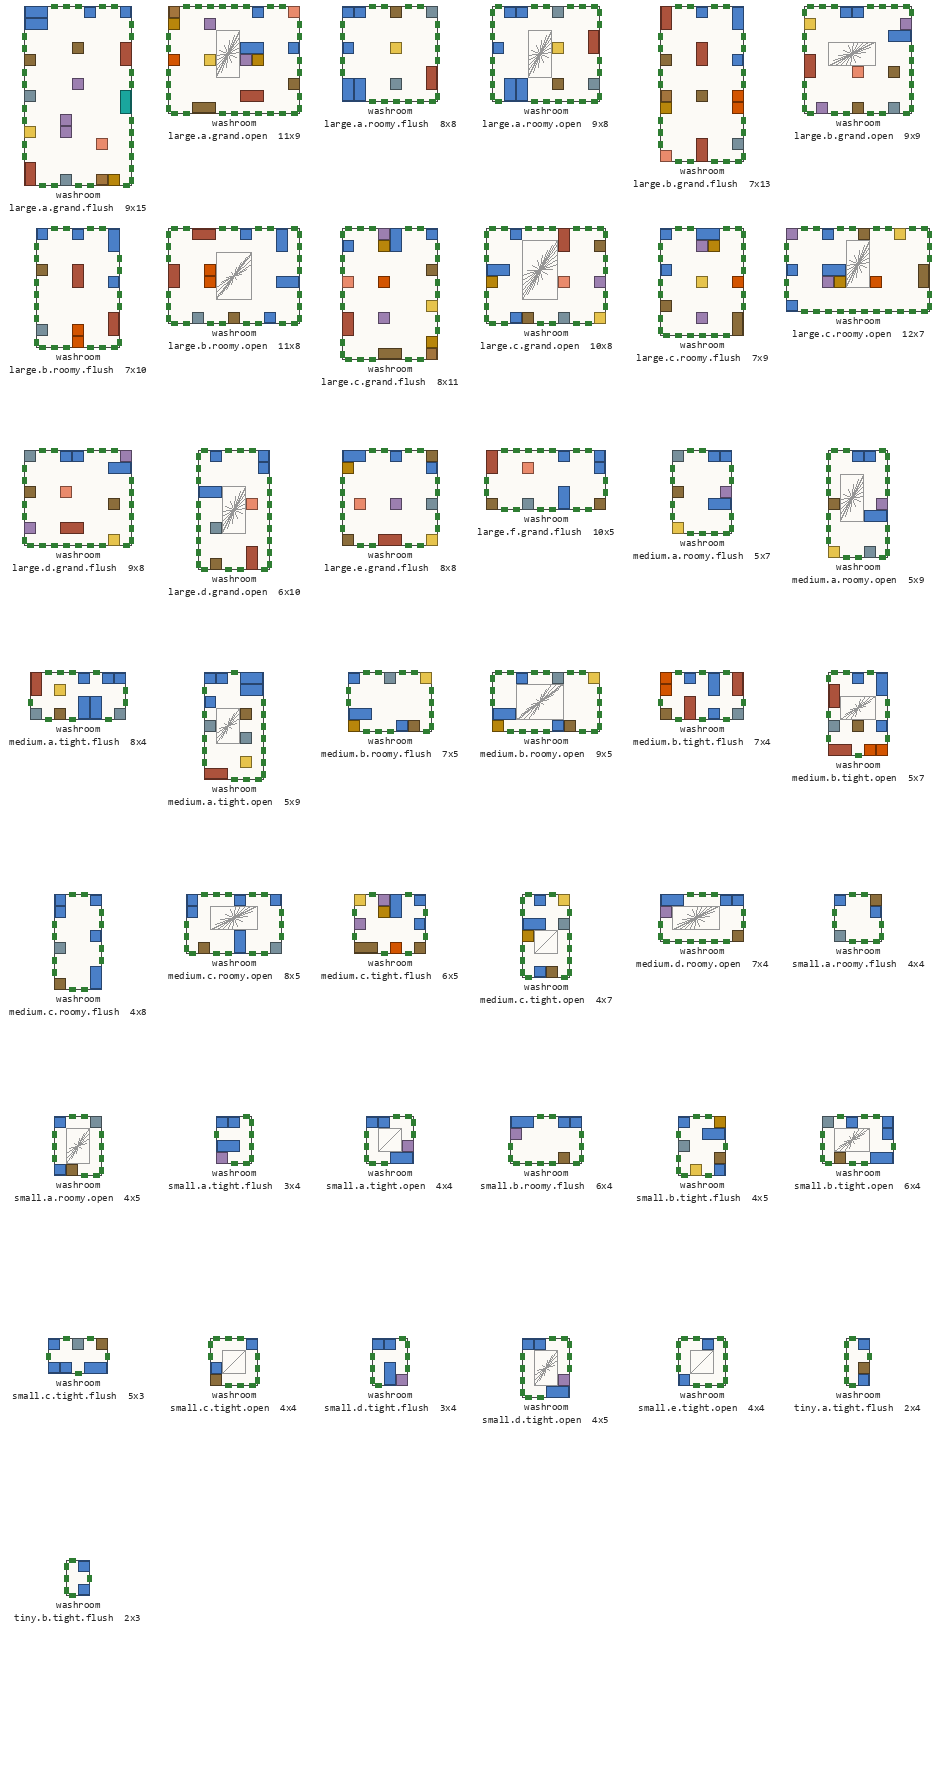 washroom
large.a.grand.flush 9x15
washroom
large.a.grand.open 11x9
washroom
large.a.roomy.flush 8x8
washroom
large.a.roomy.open 9x8
washroom
large.b.grand.flush 7x13
washroom
large.b.grand.open 9x9
washroom
large.b.roomy.flush 7x10
washroom
large.b.roomy.open 11x8
washroom
large.c.grand.flush 8x11
washroom
large.c.grand.open 10x8
washroom
large.c.roomy.flush 7x9
washroom
large.c.roomy.open 12x7
washroom
large.d.grand.flush 9x8
washroom
large.d.grand.open 6x10
washroom
large.e.grand.flush 8x8
washroom
large.f.grand.flush 10x5
washroom
medium.a.roomy.flush 5x7
washroom
medium.a.roomy.open 5x9
washroom
medium.a.tight.flush 8x4
washroom
medium.a.tight.open 5x9
washroom
medium.b.roomy.flush 7x5
washroom
medium.b.roomy.open 9x5
washroom
medium.b.tight.flush 7x4
washroom
medium.b.tight.open 5x7
washroom
medium.c.roomy.flush 4x8
washroom
medium.c.roomy.open 8x5
washroom
medium.c.tight.flush 6x5
washroom
medium.c.tight.open 4x7
washroom
medium.d.roomy.open 7x4
washroom
small.a.roomy.flush 4x4
washroom
small.a.roomy.open 4x5
washroom
small.a.tight.flush 3x4
washroom
small.a.tight.open 4x4
washroom
small.b.roomy.flush 6x4
washroom
small.b.tight.flush 4x5
washroom
small.b.tight.open 6x4
washroom
small.c.tight.flush 5x3
washroom
small.c.tight.open 4x4
washroom
small.d.tight.flush 3x4
washroom
small.d.tight.open 4x5
washroom
small.e.tight.open 4x4
washroom
tiny.a.tight.flush 2x4
washroom
tiny.b.tight.flush 2x3